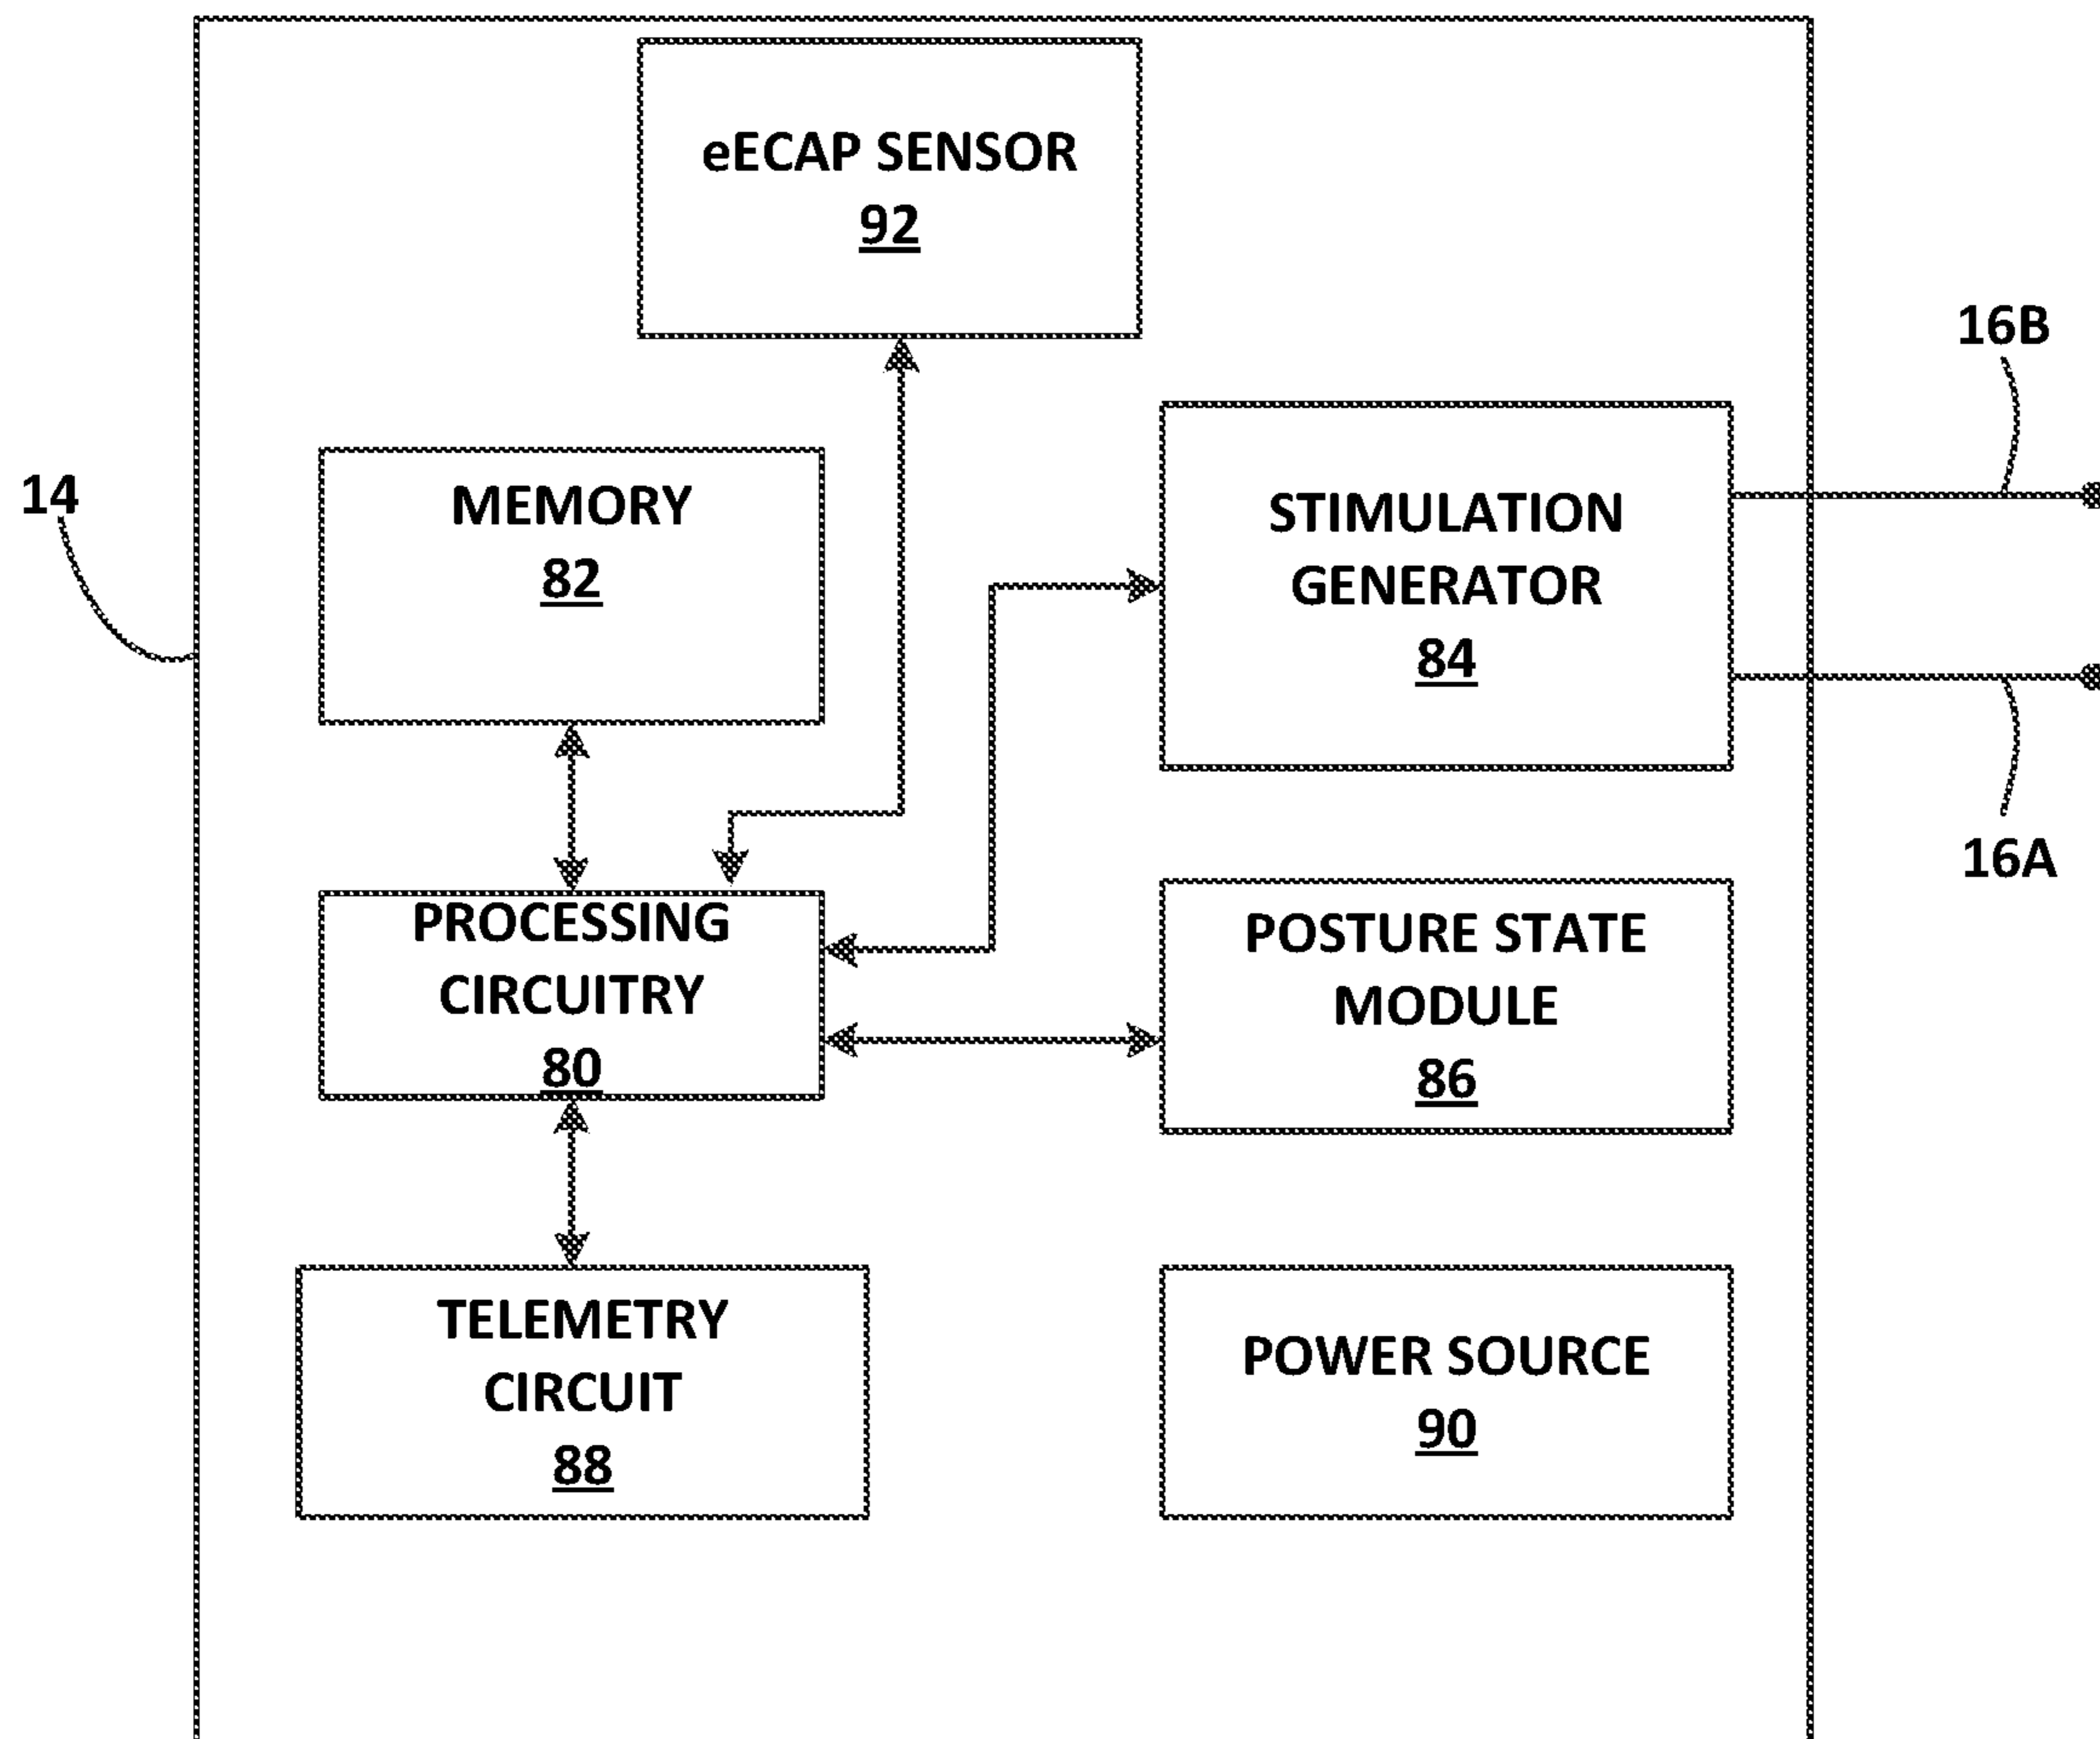 eECAP SENSOR
92
16B
14
MEMORY
82
STIMULATION
GENERATOR
84
16A
PROCESSING
CIRCUITRY
80
POSTURE STATE
MODULE
86
TELEMETRY
CIRCUIT
88
POWER SOURCE
90